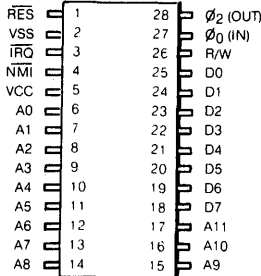 RES 1 28 Ø2 (OUT)
VSS 2 27 Ø0 (IN)
IRQ 3 26 R/W
NMI 4 25 D0
VCC 5 24 D1
A0 6 23 D2
A1 7 22 D3
A2 8 21 D4
A3 9 20 D5
A4 10 19 D6
A5 11 18 D7
A6 12 17 A11
A7 13 16 A10
A8 14 15 A9